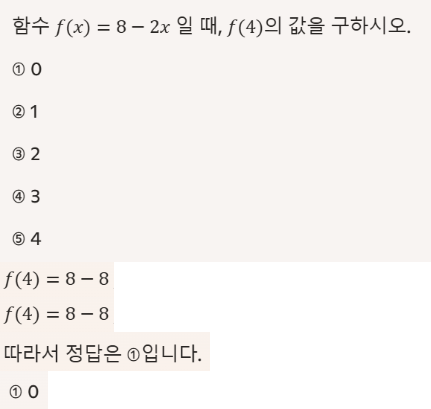 함수 f(x) = 8 − 2x 일 때, f(4)의 값을 구하시오.
① 0
② 1
③ 2
④ 3
⑤ 4
f(4) = 8 − 8
f(4) = 8 − 8
따라서 정답은 ①입니다.
① 0